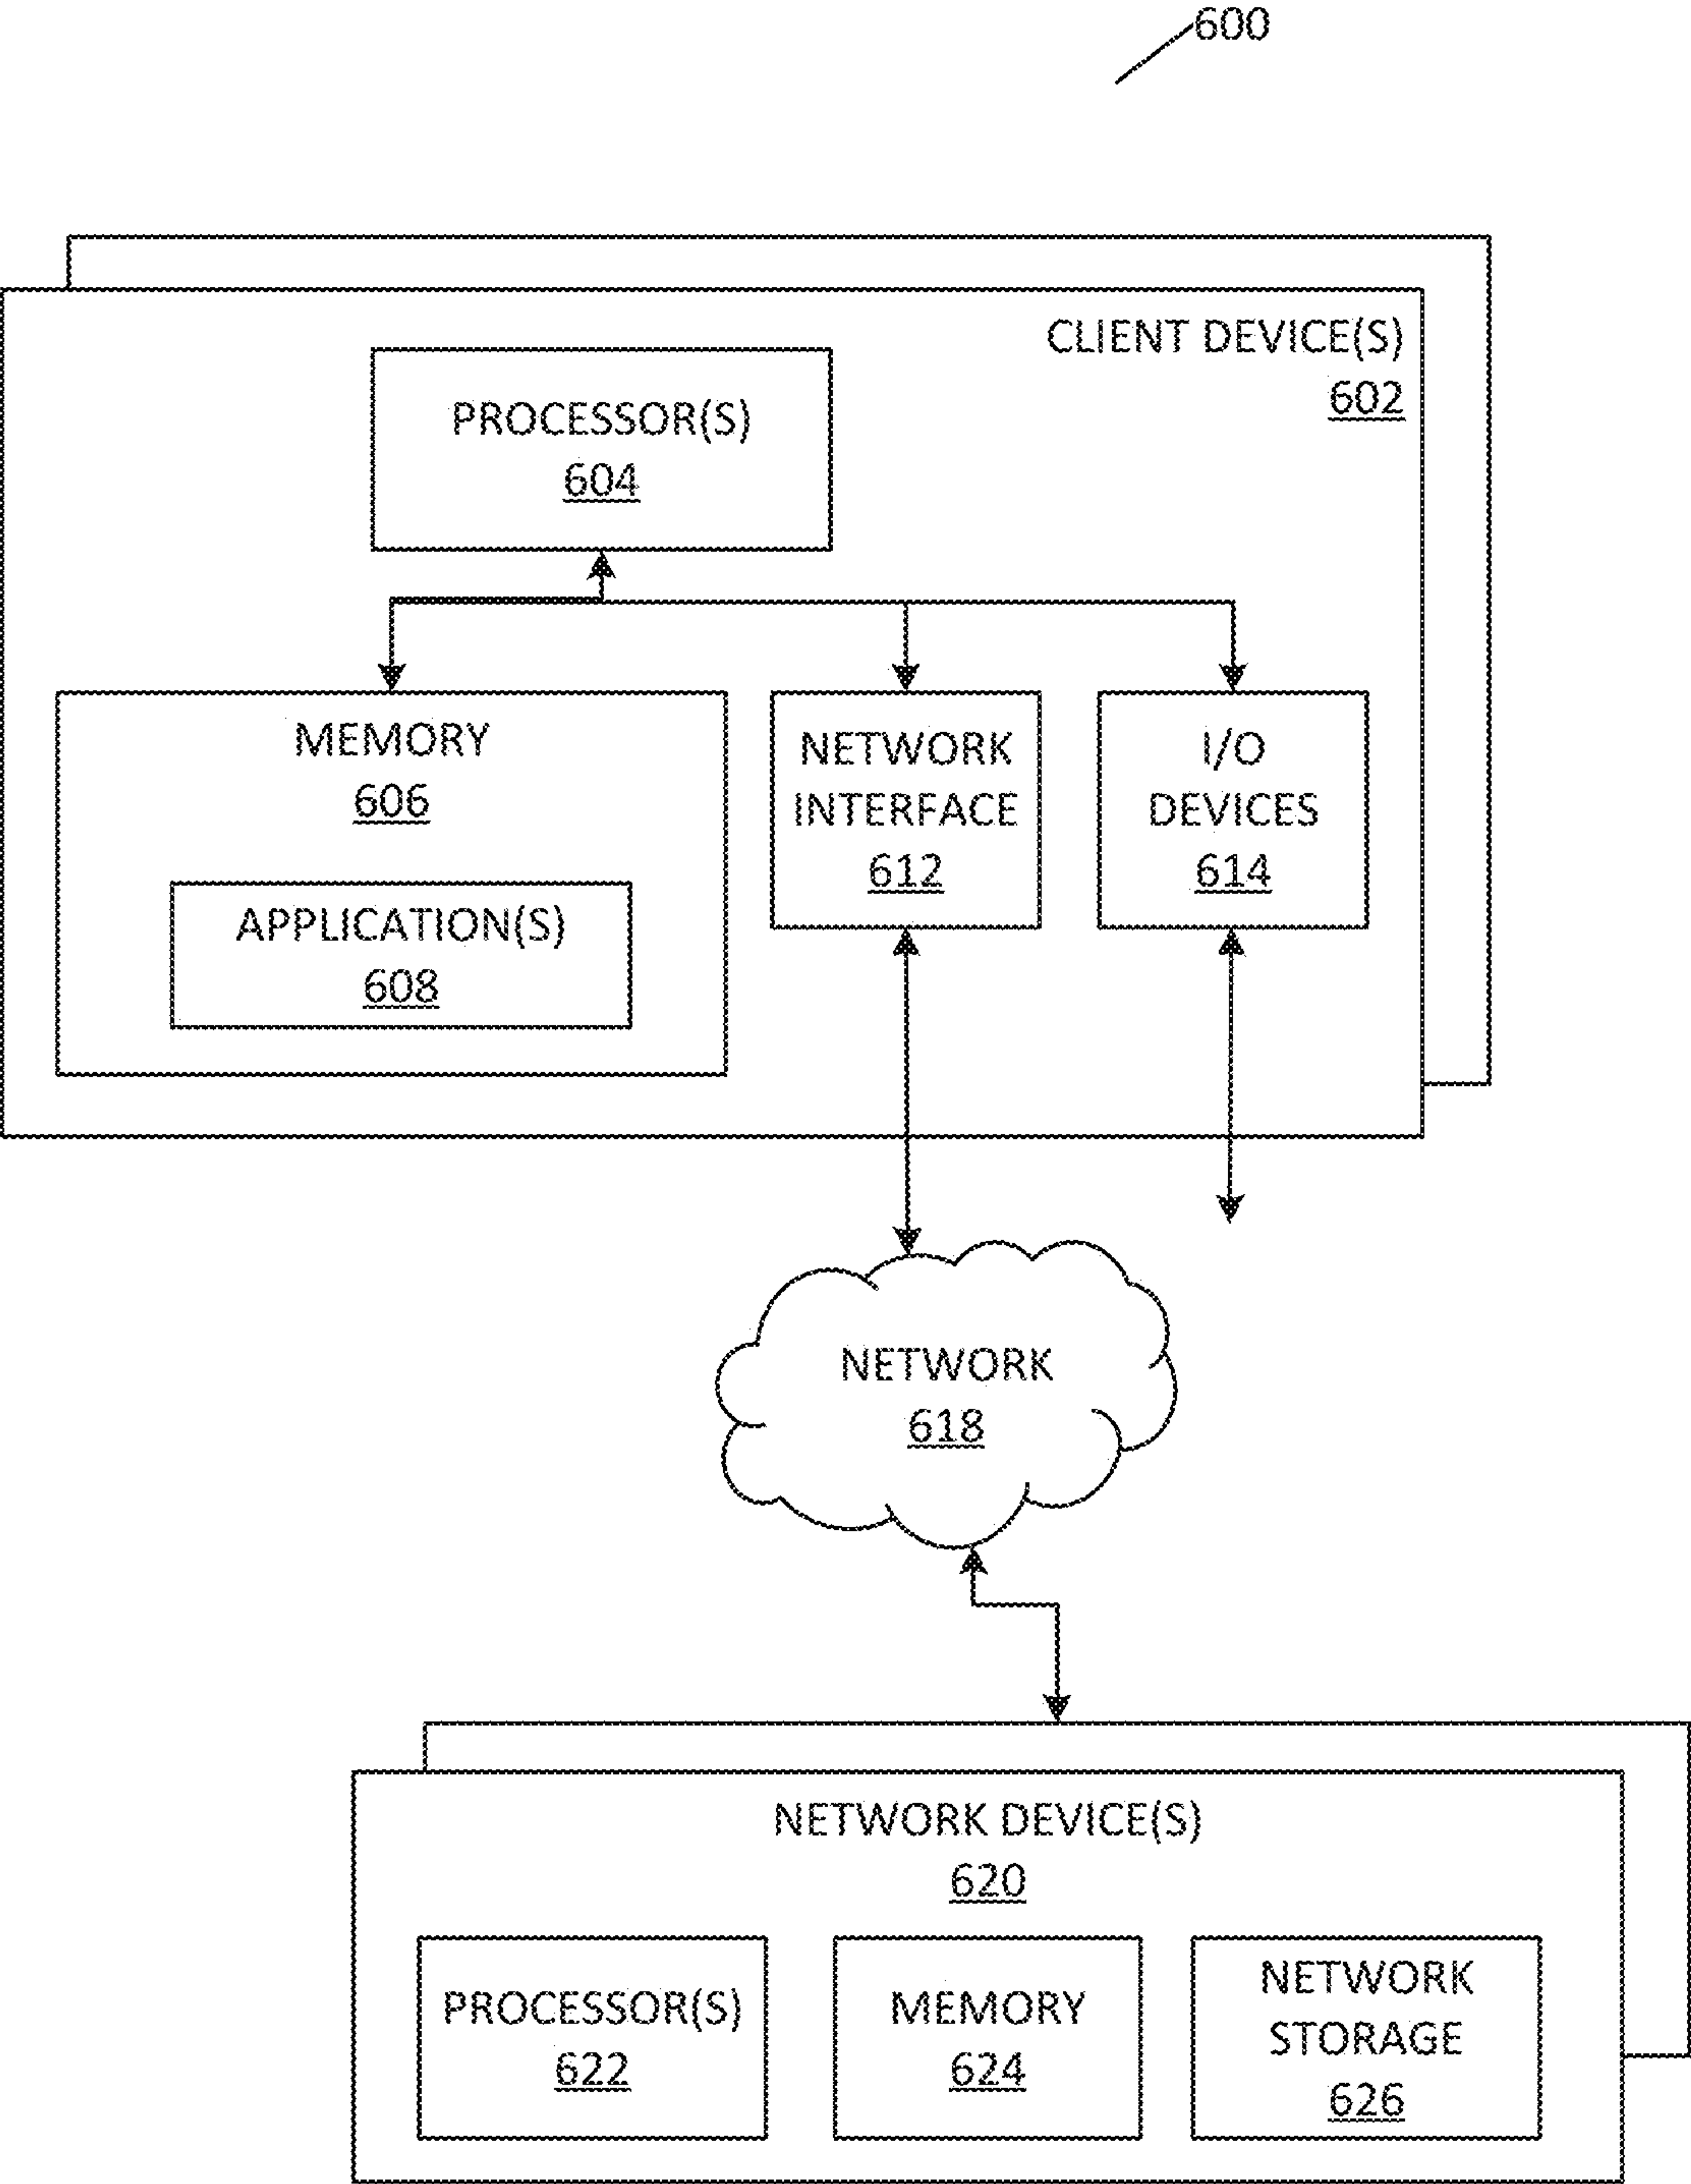 600
CLIENT DEVICE(S)
602
PROCESSOR(S)
604
MEMORY
606
APPLICATION(S)
608
NETWORK
INTERFACE
612
I/O
DEVICES
614
NETWORK
618
NETWORK DEVICE(S)
620
PROCESSOR(S)
622
MEMORY
624
NETWORK
STORAGE
626